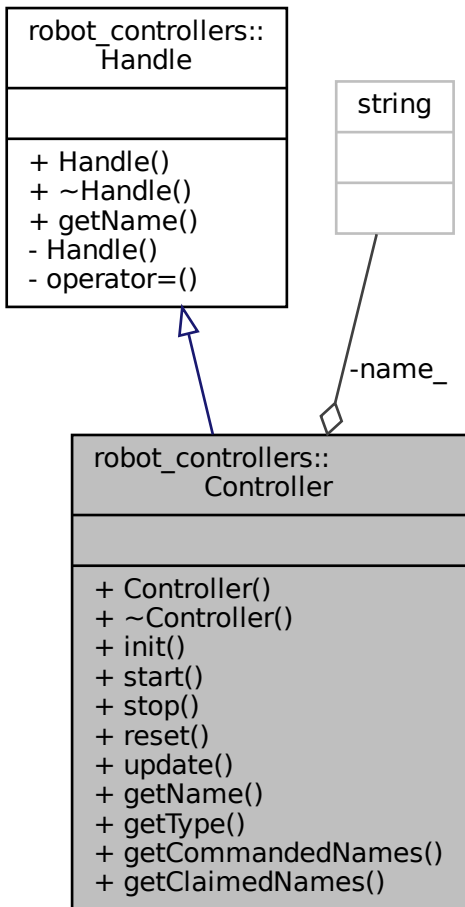 robot_controllers::
Handle
+ Handle()
+ ~Handle()
+ getName()
- Handle()
- operator=()
string
-name_
robot_controllers::
Controller
+ Controller()
+ ~Controller()
+ init()
+ start()
+ stop()
+ reset()
+ update()
+ getName()
+ getType()
+ getCommandedNames()
+ getClaimedNames()